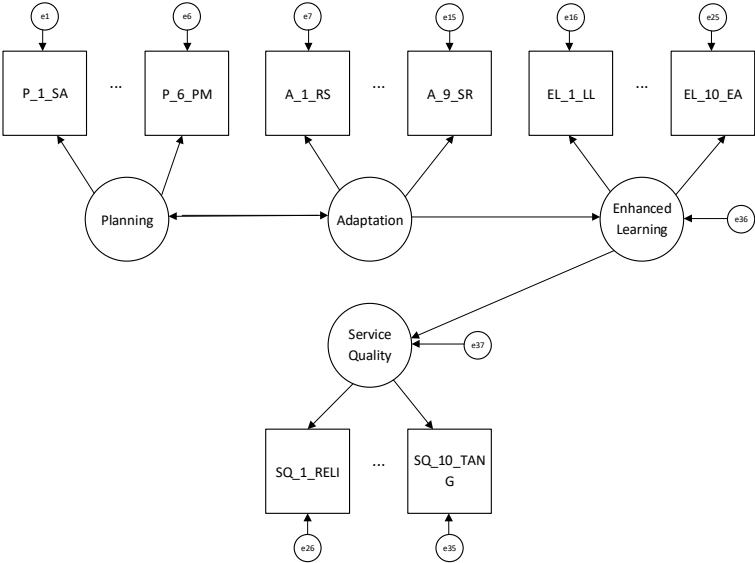 e1
e6
e7
e15
e16
e25
P_1_SA
...
P_6_PM
A_1_RS
...
A_9_SR
EL_1_LL
...
EL_10_EA
Planning
Adaptation
Enhanced
Learning
e36
Service
Quality
e37
SQ_1_RELI
...
SQ_10_TAN
G
e26
e35